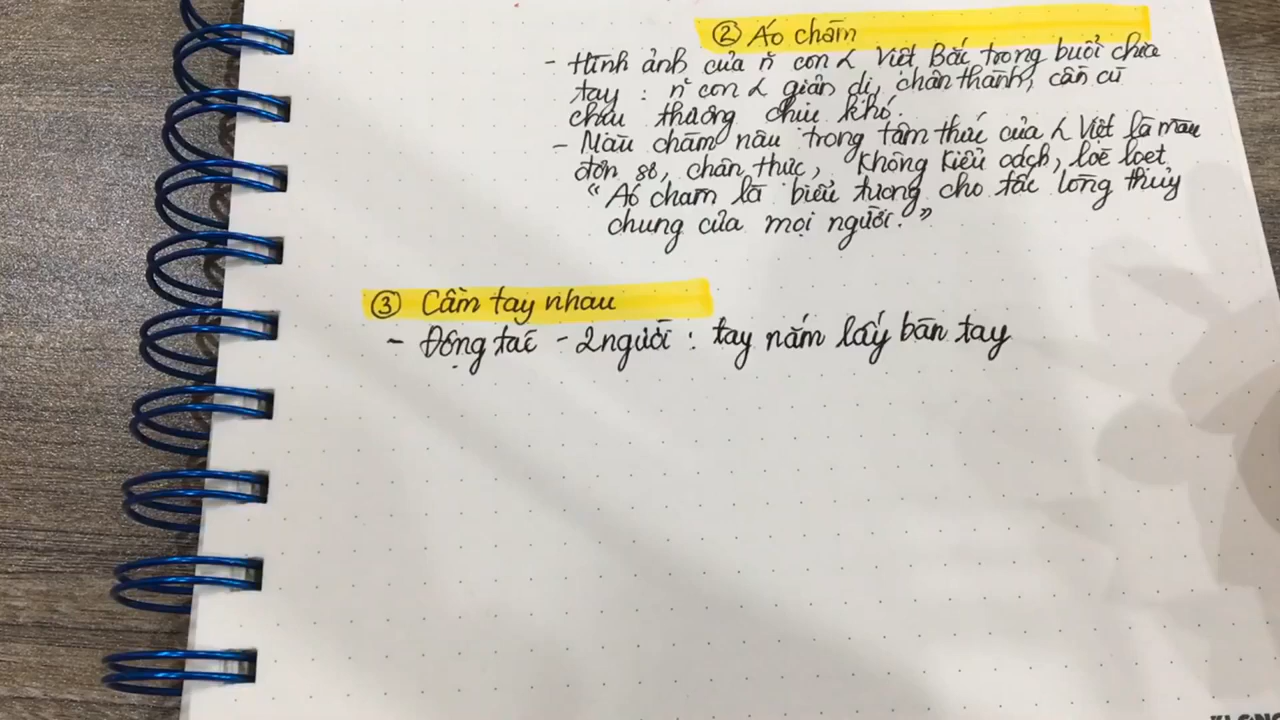 ② Áo chàm
- Hình ảnh của ň con L Việt Bắc trong buổi chia
tay : ň con L giản dị, chân thành, cần cù
chịu thương chịu khó.
- Màu chàm nâu trong tâm thức của L Việt là màu
đơn sơ, chân thực, không kiểu cách, loè loẹt
"Áo chàm là biểu tượng cho tấc lòng thủy
chung của mọi người."
③ Cầm tay nhau
- Động tác - 2 người : tay nắm lấy bàn tay